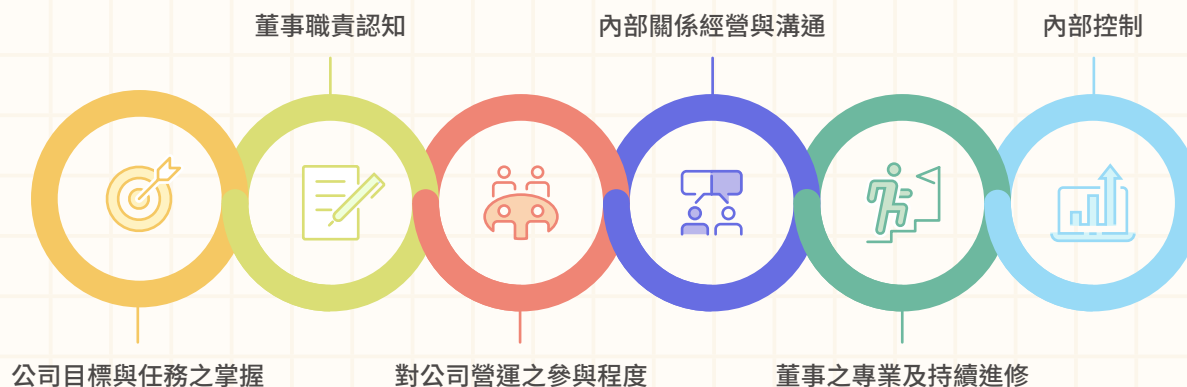 董事職責認知
內部關係經營與溝通
內部控制
公司目標與任務之掌握
對公司營運之參與程度
董事之專業及持續進修